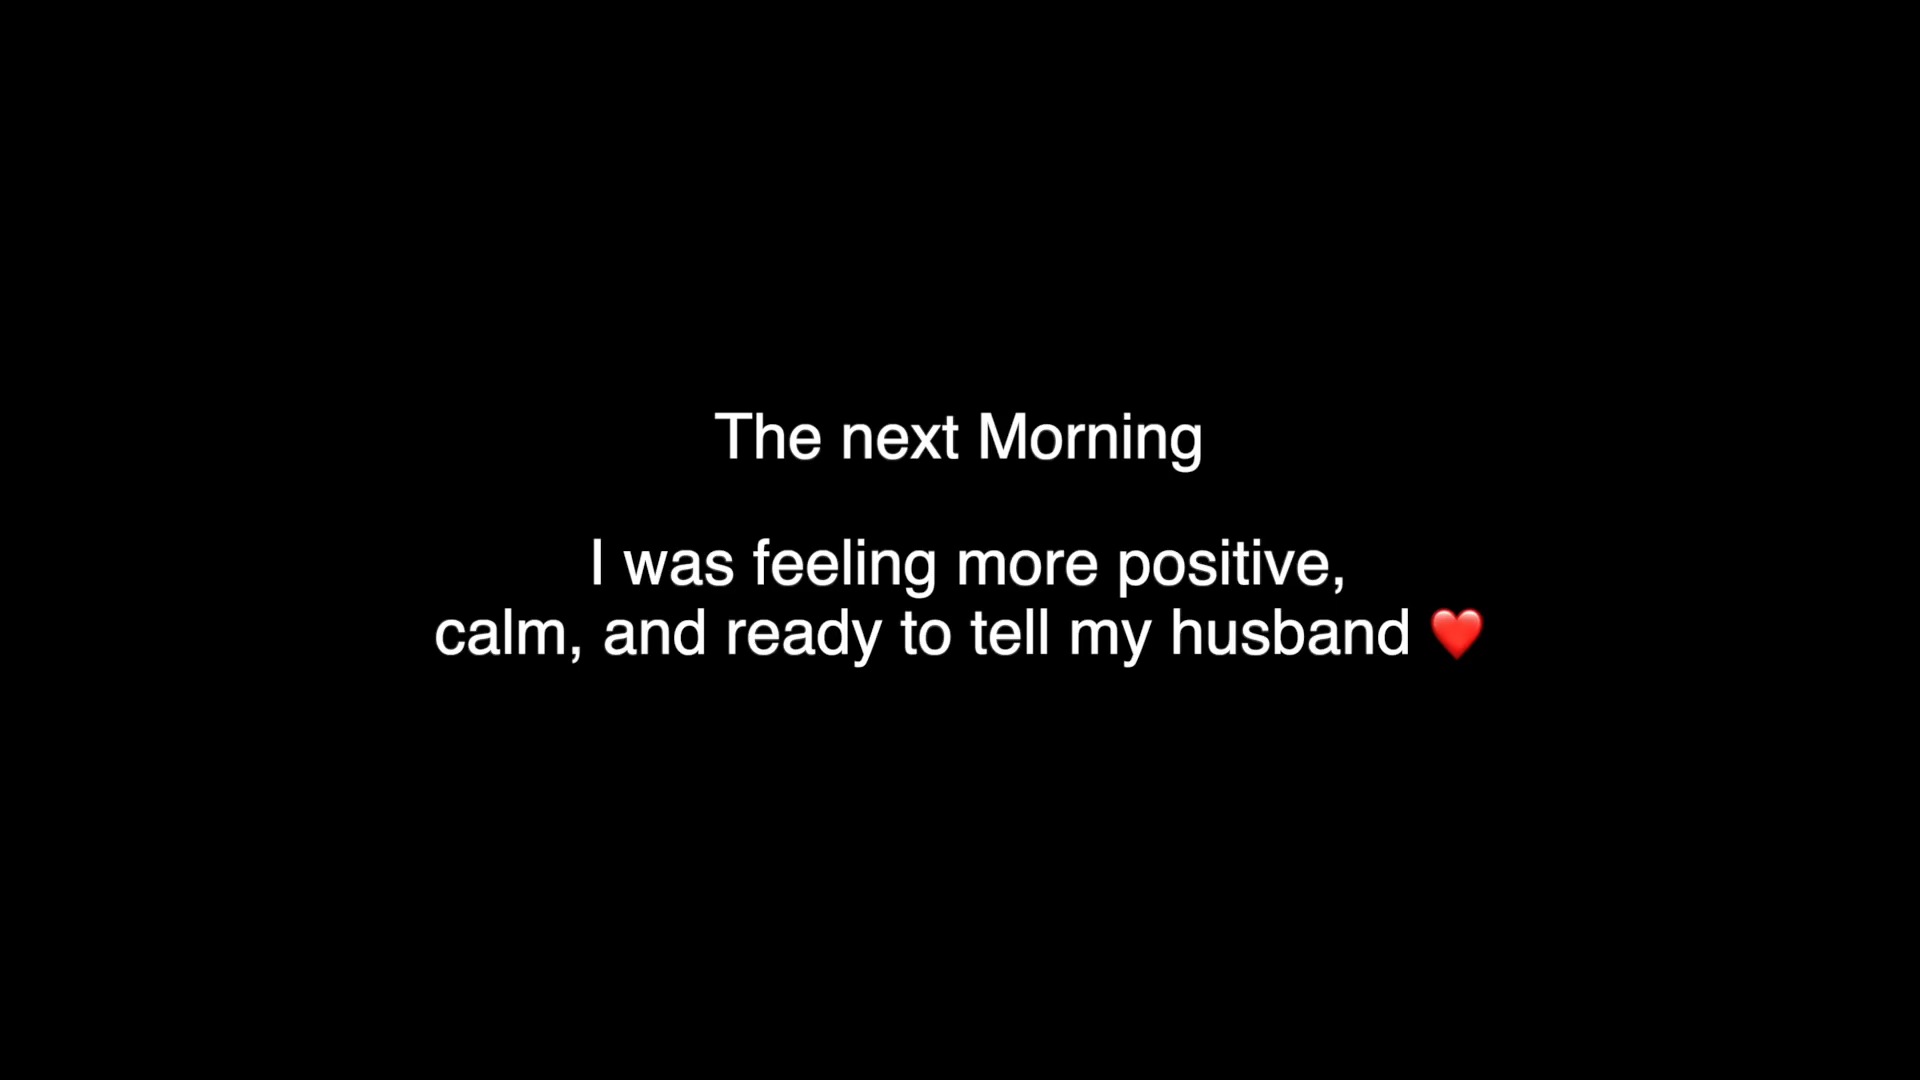 The next Morning
I was feeling more positive,
calm, and ready to tell my husband ❤️